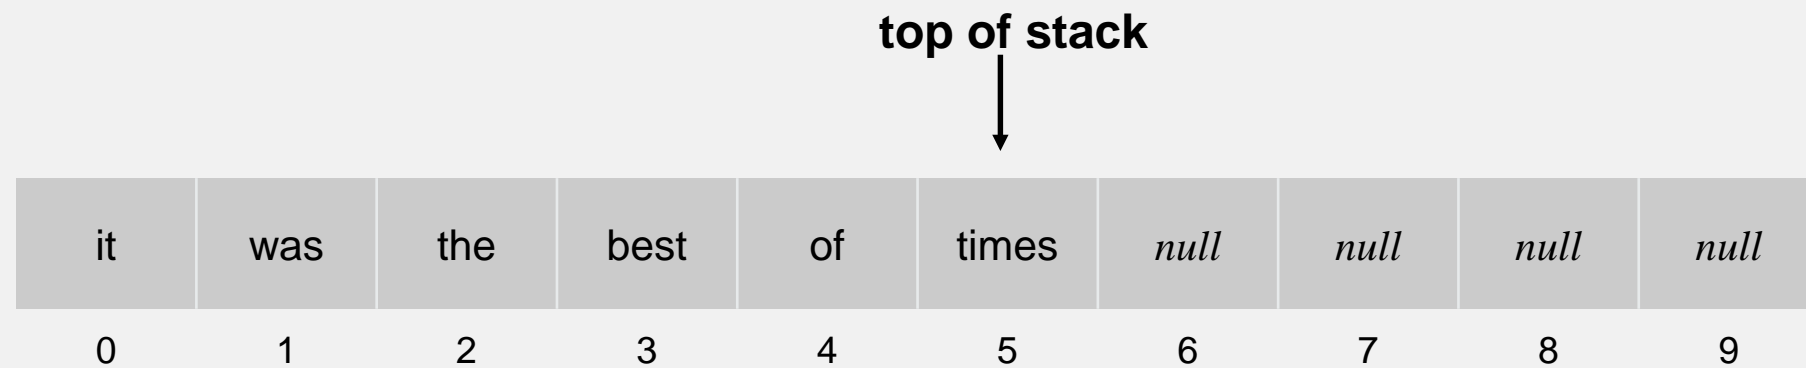 top of stack
it was the best of times null null null null
0 1 2 3 4 5 6 7 8 9